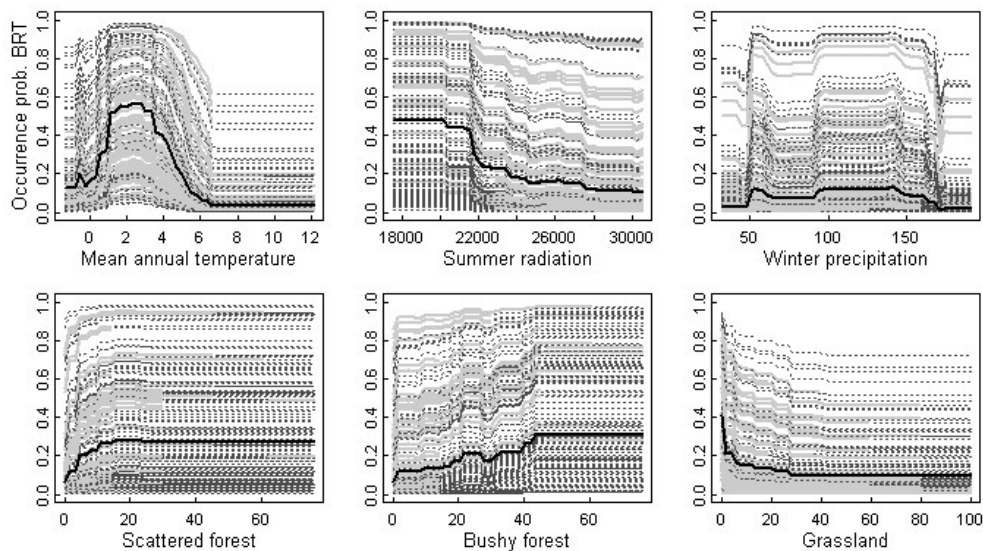 Occurrence prob. BRT
0.0 0.2 0.4 0.6 0.8 1.0
0 2 4 6 8 10 12
Mean annual temperature
0.0 0.2 0.4 0.6 0.8 1.0
18000 22000 26000 30000
Summer radiation
0.0 0.2 0.4 0.6 0.8 1.0
50 100 150
Winter precipitation
0.0 0.2 0.4 0.6 0.8 1.0
0 20 40 60
Scattered forest
0.0 0.2 0.4 0.6 0.8 1.0
0 20 40 60
Bushy forest
0.0 0.2 0.4 0.6 0.8 1.0
0 20 40 60 80 100
Grassland